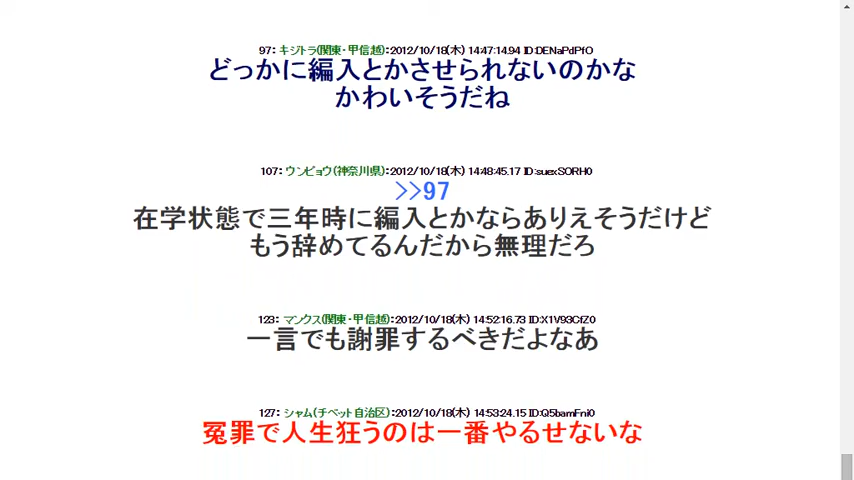 97: キジトラ(関東・甲信越):2012/10/18(木) 14:47:14.94 ID:DENaPdPfO
どっかに編入とかさせられないのかな
かわいそうだね
107: ウンピョウ(神奈川県):2012/10/18(木) 14:48:45.17 ID:suexSORH0
>>97
在学状態で三年時に編入とかならありえそうだけど
もう辞めてるんだから無理だろ
123: マンクス(関東・甲信越):2012/10/18(木) 14:52:16.73 ID:X1V93CfZ0
一言でも謝罪するべきだよなあ
127: シャム(チベット自治区):2012/10/18(木) 14:53:24.15 ID:Q5bamFni0
冤罪で人生狂うのは一番やるせないな